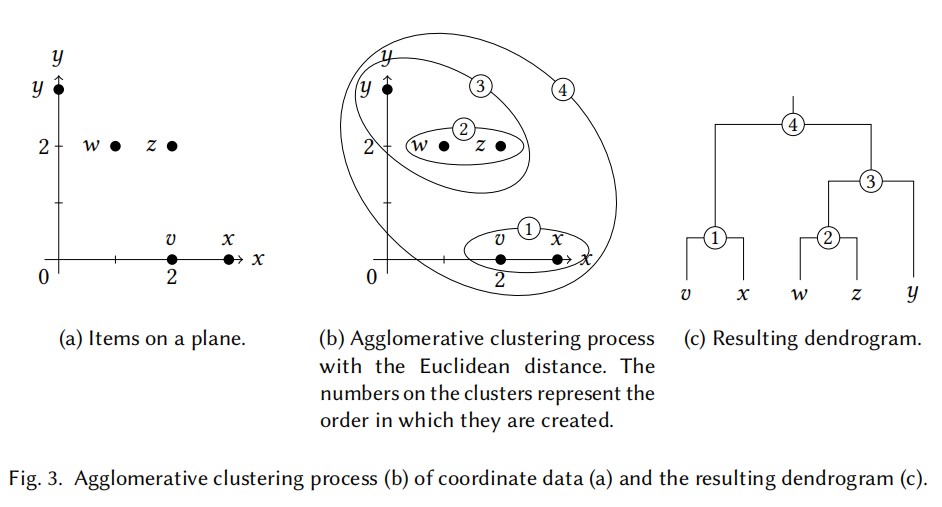 y
y
2
w
z
v
x
x
0
2
y
y
3
4
2
2
w
z
1
v
x
x
0
2
4
3
1
2
v
x
w
z
y
(a) Items on a plane.
(b) Agglomerative clustering process
with the Euclidean distance. The
numbers on the clusters represent the
order in which they are created.
(c) Resulting dendrogram.
Fig. 3. Agglomerative clustering process (b) of coordinate data (a) and the resulting dendrogram (c).